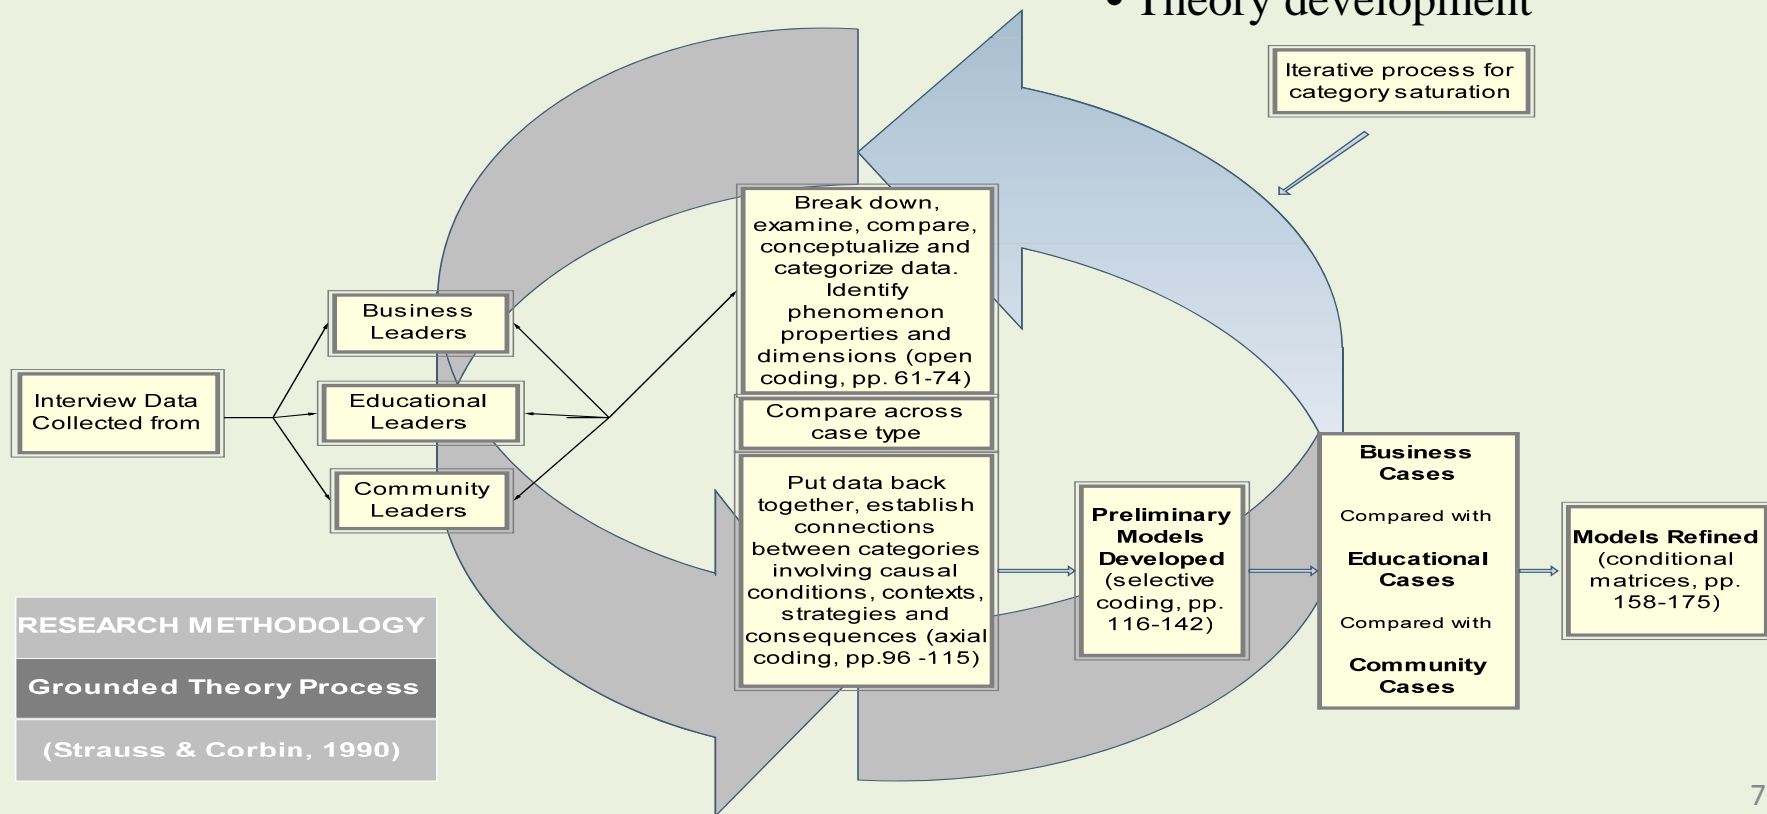 • Theory development
Iterative process for
category saturation
Break down,
examine, compare,
conceptualize and
categorize data.
Identify
phenomenon
properties and
dimensions (open
coding, pp. 61-74)
Business
Leaders
Interview Data
Collected from
Educational
Leaders
Compare across
case type
Community
Leaders
Put data back
together, establish
connections
between categories
involving causal
conditions, contexts,
strategies and
consequences (axial
coding, pp.96 -115)
Preliminary
Models
Developed
(selective
coding, pp.
116-142)
Business
Cases
Compared with
Educational
Cases
Compared with
Community
Cases
Models Refined
(conditional
matrices, pp.
158-175)
RESEARCH METHODOLOGY
Grounded Theory Process
(Strauss & Corbin, 1990)
7